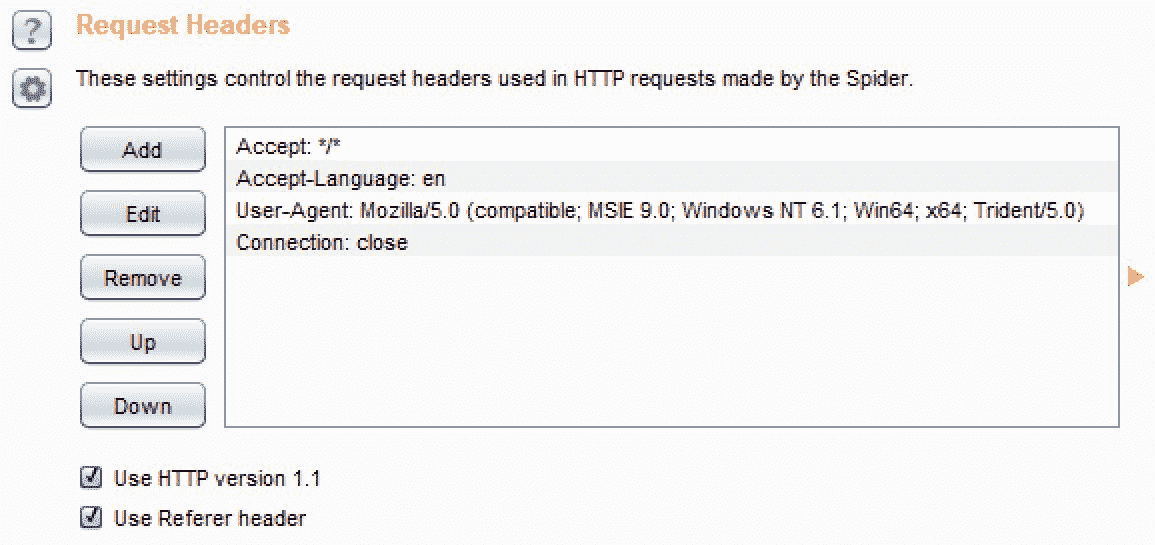 ?
Request Headers
These settings control the request headers used in HTTP requests made by the Spider.
Add
Edit
Remove
Up
Down
Accept: */*
Accept-Language: en
User-Agent: Mozilla/5.0 (compatible; MSIE 9.0; Windows NT 6.1; Win64; x64; Trident/5.0)
Connection: close
Use HTTP version 1.1
Use Referer header